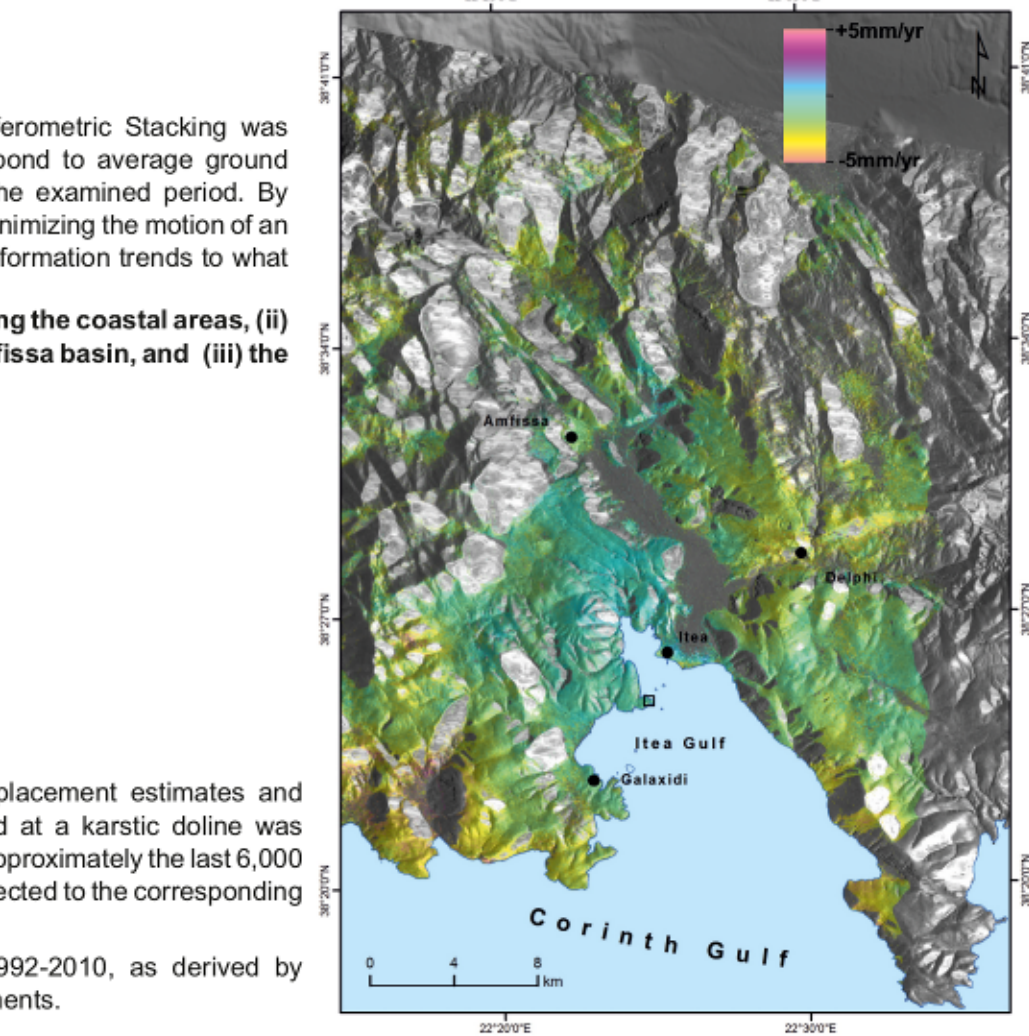 ferometric Stacking was
pond to average ground
he examined period. By
nimizing the motion of an
formation trends to what
ng the coastal areas, (ii)
fissa basin, and (iii) the
placement estimates and
d at a karstic doline was
pproximately the last 6,000
ected to the corresponding
992-2010, as derived by
nents.
+5mm/yr
-5mm/yr
N
38°41'0"N
38°34'0"N
38°27'0"N
38°20'0"N
Amfissa
Delphi
Itea
Itea Gulf
Galaxidi
Corinth Gulf
0 4 8
km
22°20'0"E 22°30'0"E